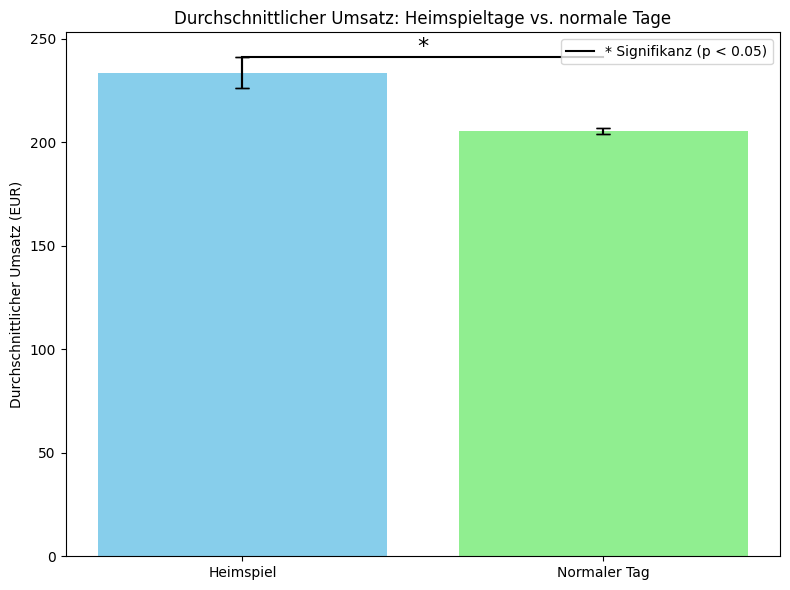 Durchschnittlicher Umsatz: Heimspieltage vs. normale Tage
250
200
150
100
50
0
Durchschnittlicher Umsatz (EUR)
*
* Signifikanz (p < 0.05)
Heimspiel
Normaler Tag